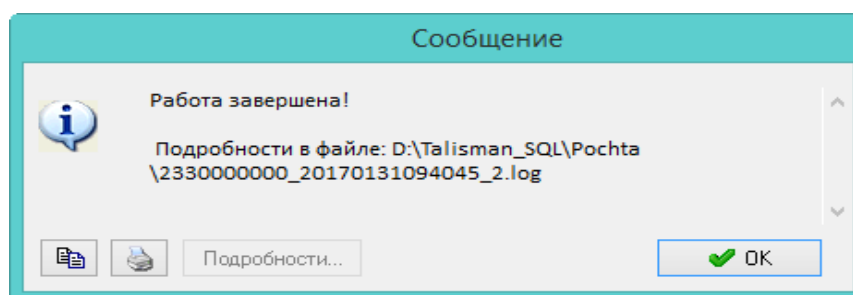 Сообщение
Работа завершена!
Подробности в файле: D:\Talisman_SQL\Pochta
\2330000000_20170131094045_2.log
Подробности...
OK